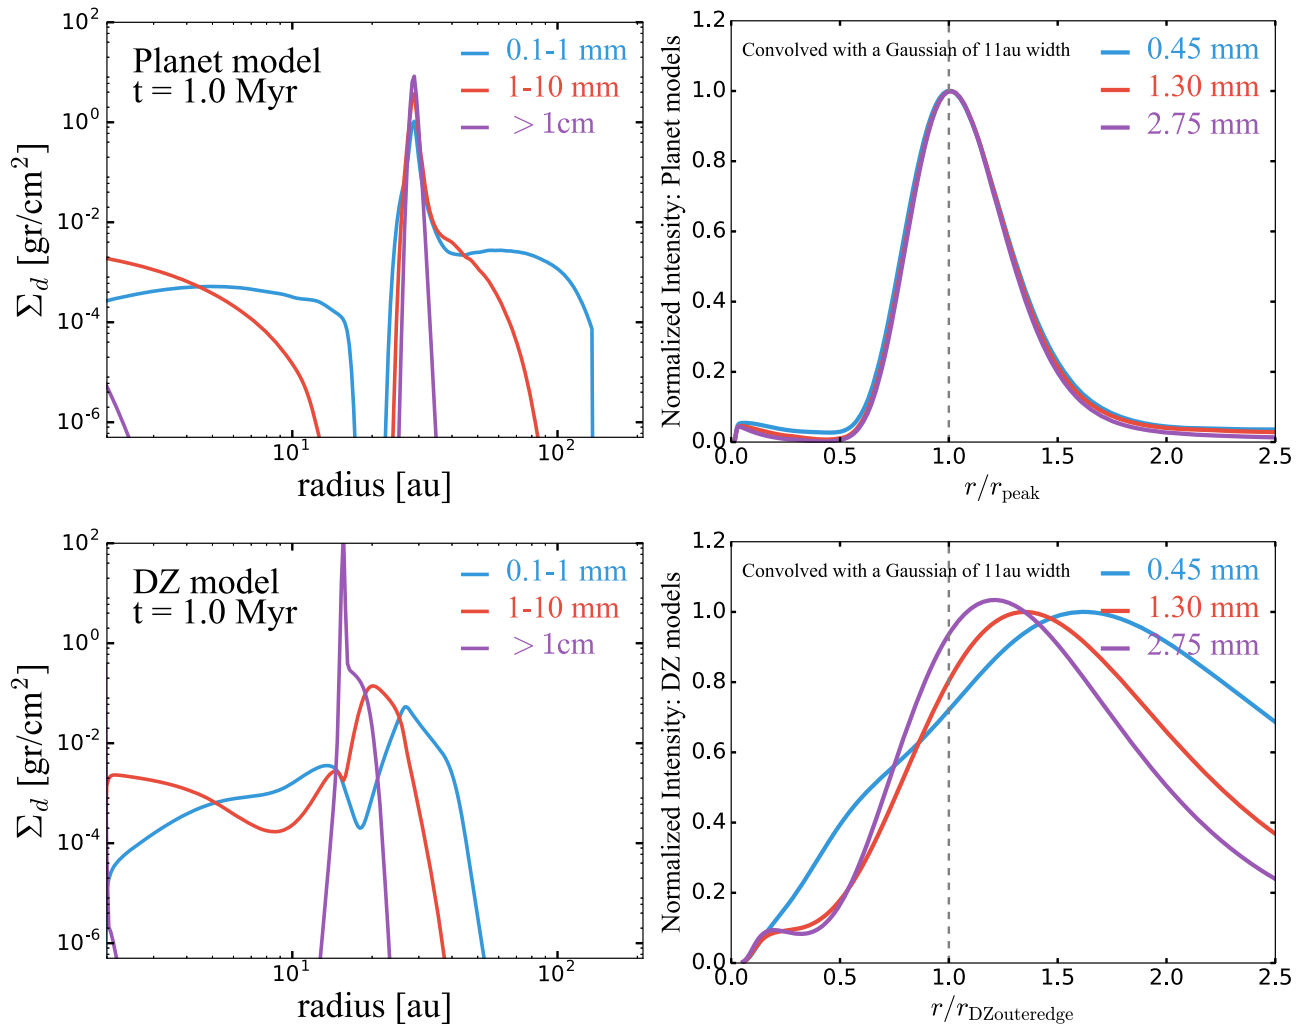 Planet model
t = 1.0 Myr
0.1-1 mm
1-10 mm
> 1cm
10^2
10^0
10^-2
10^-4
10^-6
Σ_d [gr/cm^2]
10^1
10^2
radius [au]
Convolved with a Gaussian of 11au width
0.45 mm
1.30 mm
2.75 mm
1.2
1.0
0.8
0.6
0.4
0.2
0.0
Normalized Intensity: Planet models
0.0 0.5 1.0 1.5 2.0 2.5
r/r_peak
DZ model
t = 1.0 Myr
0.1-1 mm
1-10 mm
> 1cm
10^2
10^0
10^-2
10^-4
10^-6
Σ_d [gr/cm^2]
10^1
10^2
radius [au]
Convolved with a Gaussian of 11au width
0.45 mm
1.30 mm
2.75 mm
1.2
1.0
0.8
0.6
0.4
0.2
0.0
Normalized Intensity: DZ models
0.0 0.5 1.0 1.5 2.0 2.5
r/r_DZouteredge